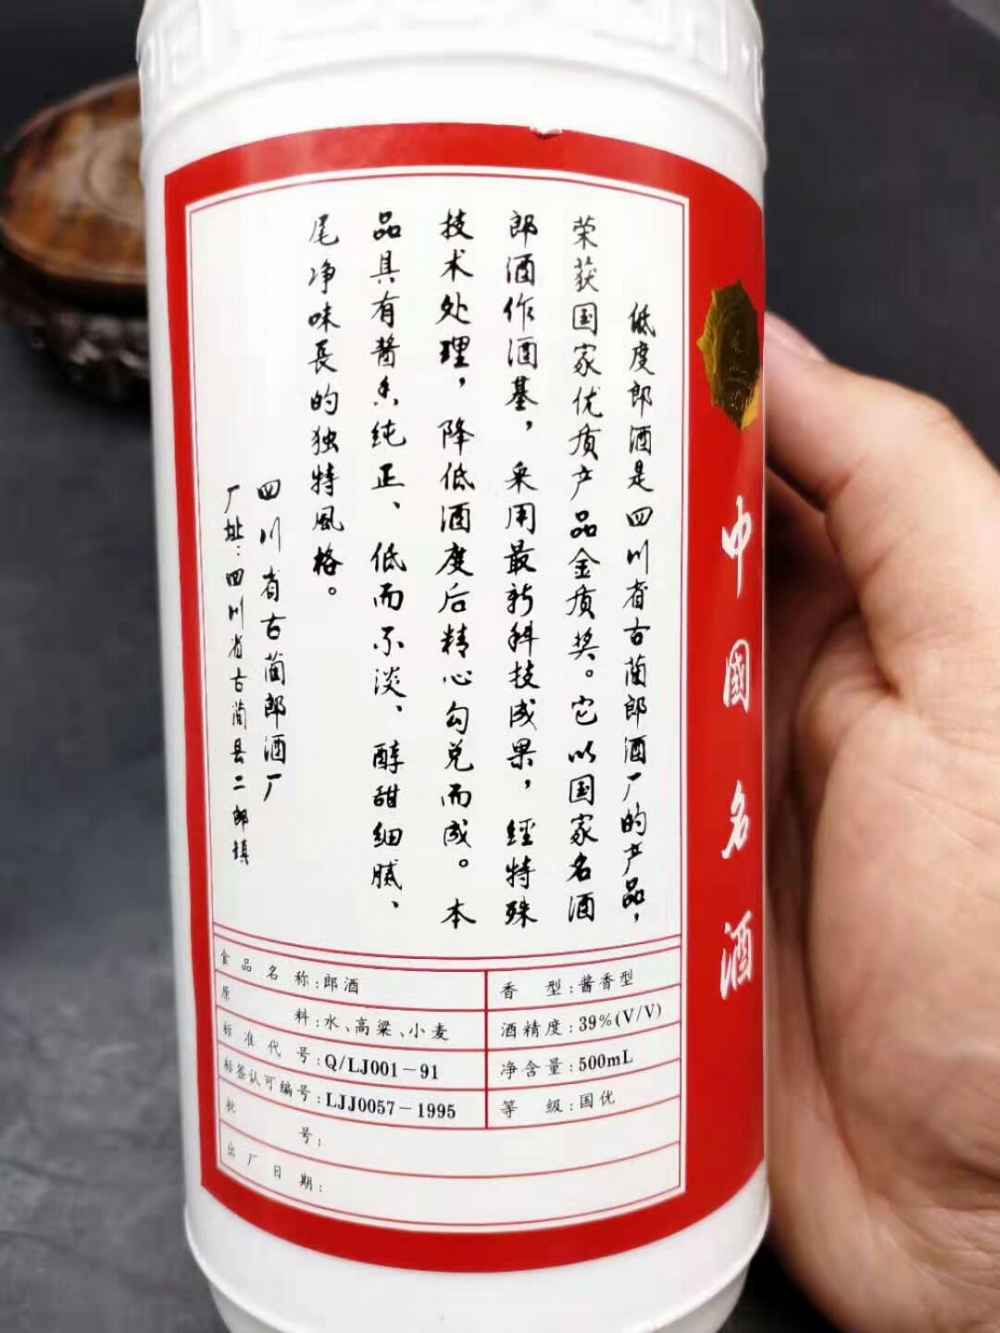 低度郎酒是四川省古蔺郎酒厂的产品，
荣获国家优质产品金质奖。它以国家名酒
郎酒作酒基，采用最新科技成果，經特殊
技术处理，降低酒度后精心勾兑而成。本
品具有醬香纯正、低而不淡、醇甜细腻、
尾净味長的独特風格。
四川省古蔺郎酒厂
厂址：四川省古蔺县二郎镇
中國名酒
食品名称：郎酒
原料：水、高粱、小麦
标准代号：Q/LJ001-91
标签认可编号：LJJ0057-1995
批号：
出厂日期：
香型：酱香型
酒精度：39%(V/V)
净含量：500mL
等级：国优